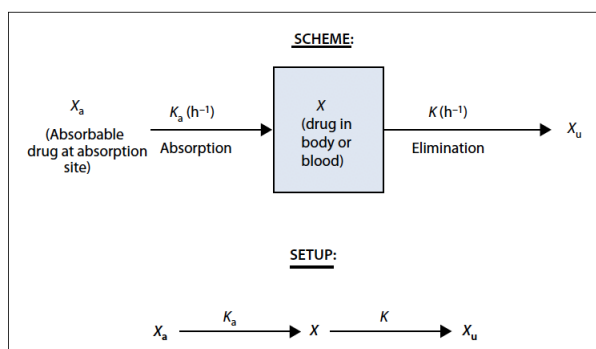 SCHEME:
Xa
(Absorbable
drug at absorption
site)
Ka (h–1)
Absorption
X
(drug in
body or
blood)
K (h–1)
Elimination
Xu
SETUP:
Xa Ka X K Xu